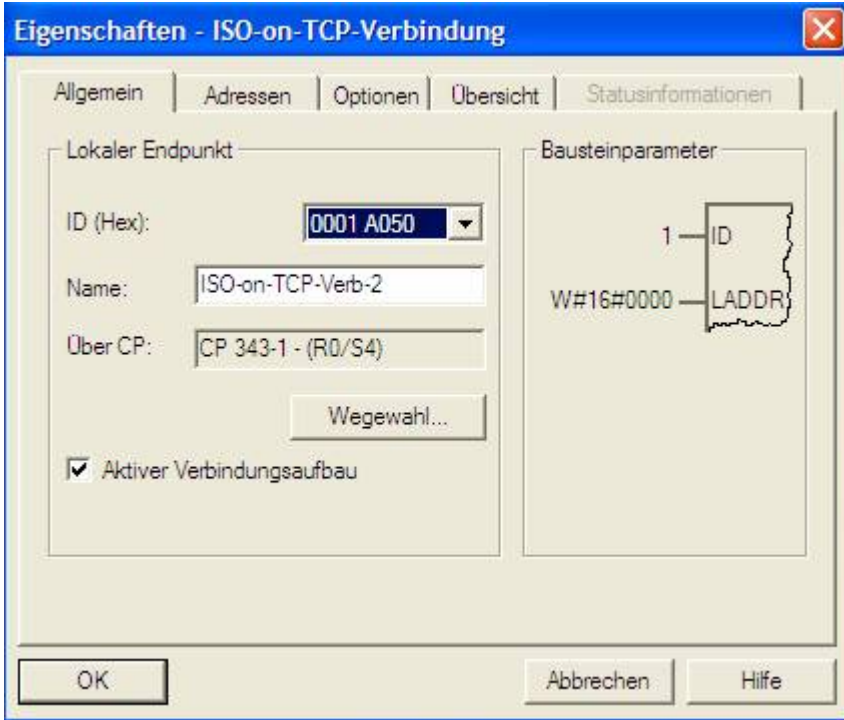 Eigenschaften - ISO-on-TCP-Verbindung
Allgemein Adressen Optionen Übersicht Statusinformationen
Lokaler Endpunkt
ID (Hex): 0001 A050
Name: ISO-on-TCP-Verb-2
Über CP: CP 343-1 - (R0/S4)
Wegewahl...
Aktiver Verbindungsaufbau
Bausteinparameter
1 ID
W#16#0000 LADDR
OK Abbrechen Hilfe